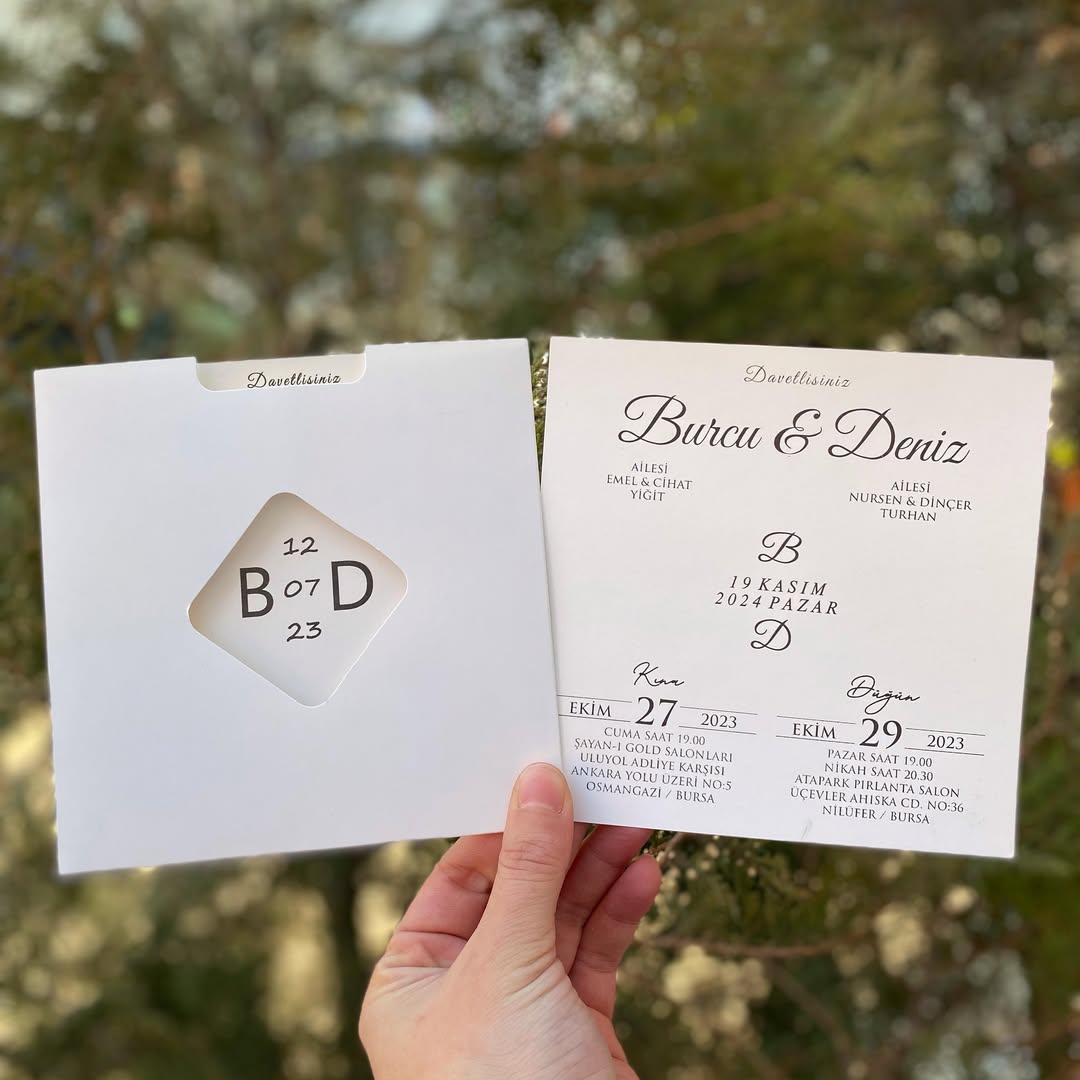 Davetlisiniz
12
B 07 D
23
Davetlisiniz
Burcu & Deniz
AİLESİ
EMEL & CİHAT
YİĞİT
AİLESİ
NURSEN & DİNÇER
TURHAN
B
19 KASIM
2024 PAZAR
D
Kına
EKİM 27 2023
CUMA SAAT 19.00
ŞAYAN-I GOLD SALONLARI
ULUYOL ADLİYE KARŞISI
ANKARA YOLU ÜZERİ NO:5
OSMANGAZİ / BURSA
Düğün
EKİM 29 2023
PAZAR SAAT 19.00
NİKAH SAAT 20.30
ATAPARK PIRLANTA SALON
ÜÇEVLER AHISKA CD. NO:36
NİLÜFER / BURSA